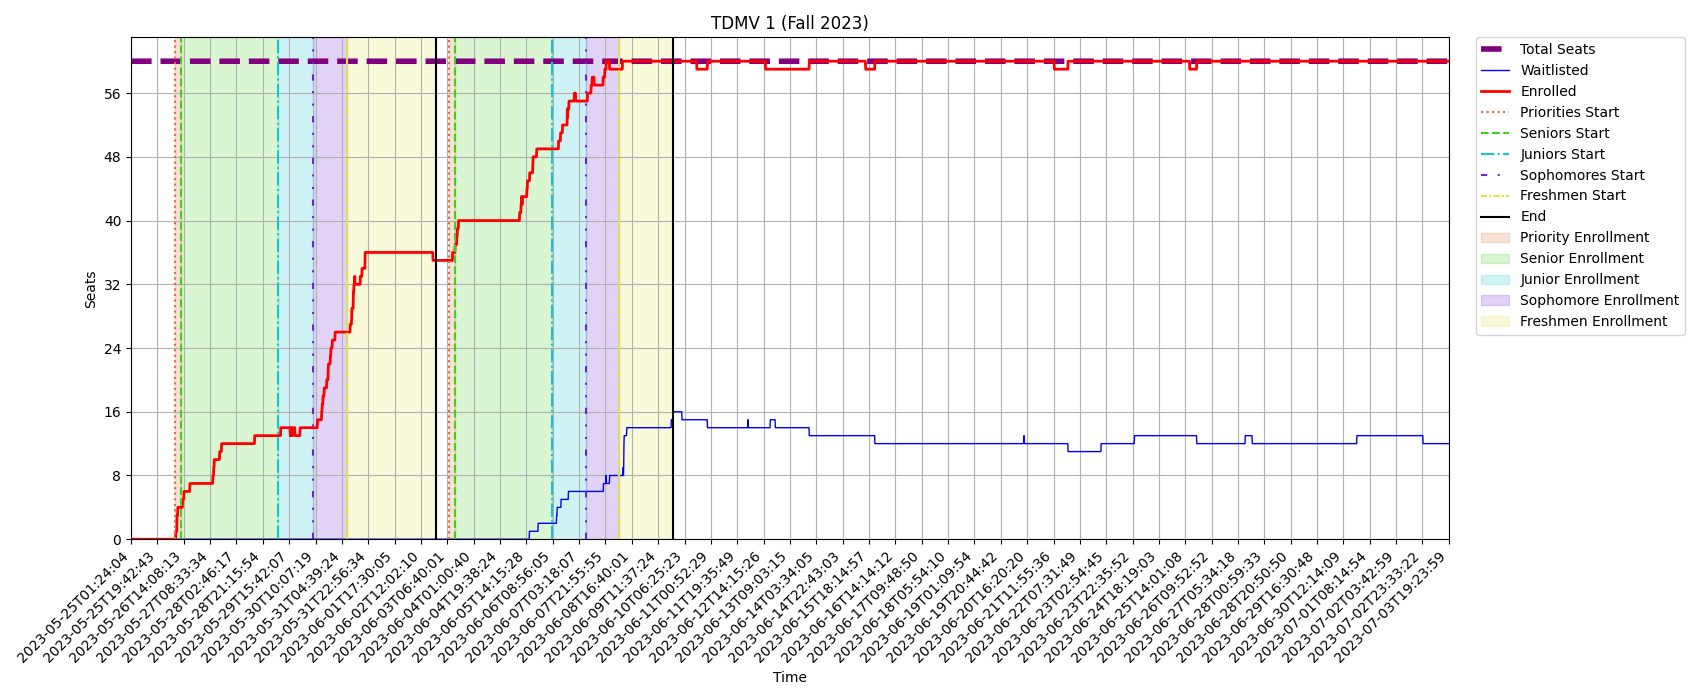 TDMV 1 (Fall 2023)
Total Seats
Waitlisted
Enrolled
Priorities Start
Seniors Start
Juniors Start
Sophomores Start
Freshmen Start
End
Priority Enrollment
Senior Enrollment
Junior Enrollment
Sophomore Enrollment
Freshmen Enrollment
Seats
56
48
40
32
24
16
8
0
2023-05-25T01:24:04
2023-05-25T19:42:43
2023-05-26T14:08:13
2023-05-27T08:33:34
2023-05-28T02:46:17
2023-05-28T21:15:54
2023-05-29T15:42:07
2023-05-30T10:07:19
2023-05-31T04:39:24
2023-05-31T22:56:34
2023-06-01T17:30:05
2023-06-02T12:02:10
2023-06-03T06:40:01
2023-06-04T01:00:40
2023-06-04T19:38:24
2023-06-05T14:15:28
2023-06-06T08:56:05
2023-06-07T03:18:07
2023-06-07T21:55:55
2023-06-08T16:40:01
2023-06-09T11:37:24
2023-06-10T06:25:23
2023-06-11T00:52:29
2023-06-11T19:35:49
2023-06-12T14:15:26
2023-06-13T09:03:15
2023-06-14T03:34:05
2023-06-14T22:43:03
2023-06-15T18:14:57
2023-06-16T14:14:12
2023-06-17T09:48:50
2023-06-18T05:54:10
2023-06-19T01:09:54
2023-06-19T20:44:42
2023-06-20T16:20:20
2023-06-21T11:55:36
2023-06-22T07:31:49
2023-06-23T02:54:45
2023-06-23T22:35:52
2023-06-24T18:19:03
2023-06-25T14:01:08
2023-06-26T09:52:52
2023-06-27T05:34:18
2023-06-28T00:59:33
2023-06-28T20:50:50
2023-06-29T16:30:48
2023-06-30T12:14:09
2023-07-01T08:14:54
2023-07-02T03:42:59
2023-07-02T23:33:22
2023-07-03T19:23:59
Time